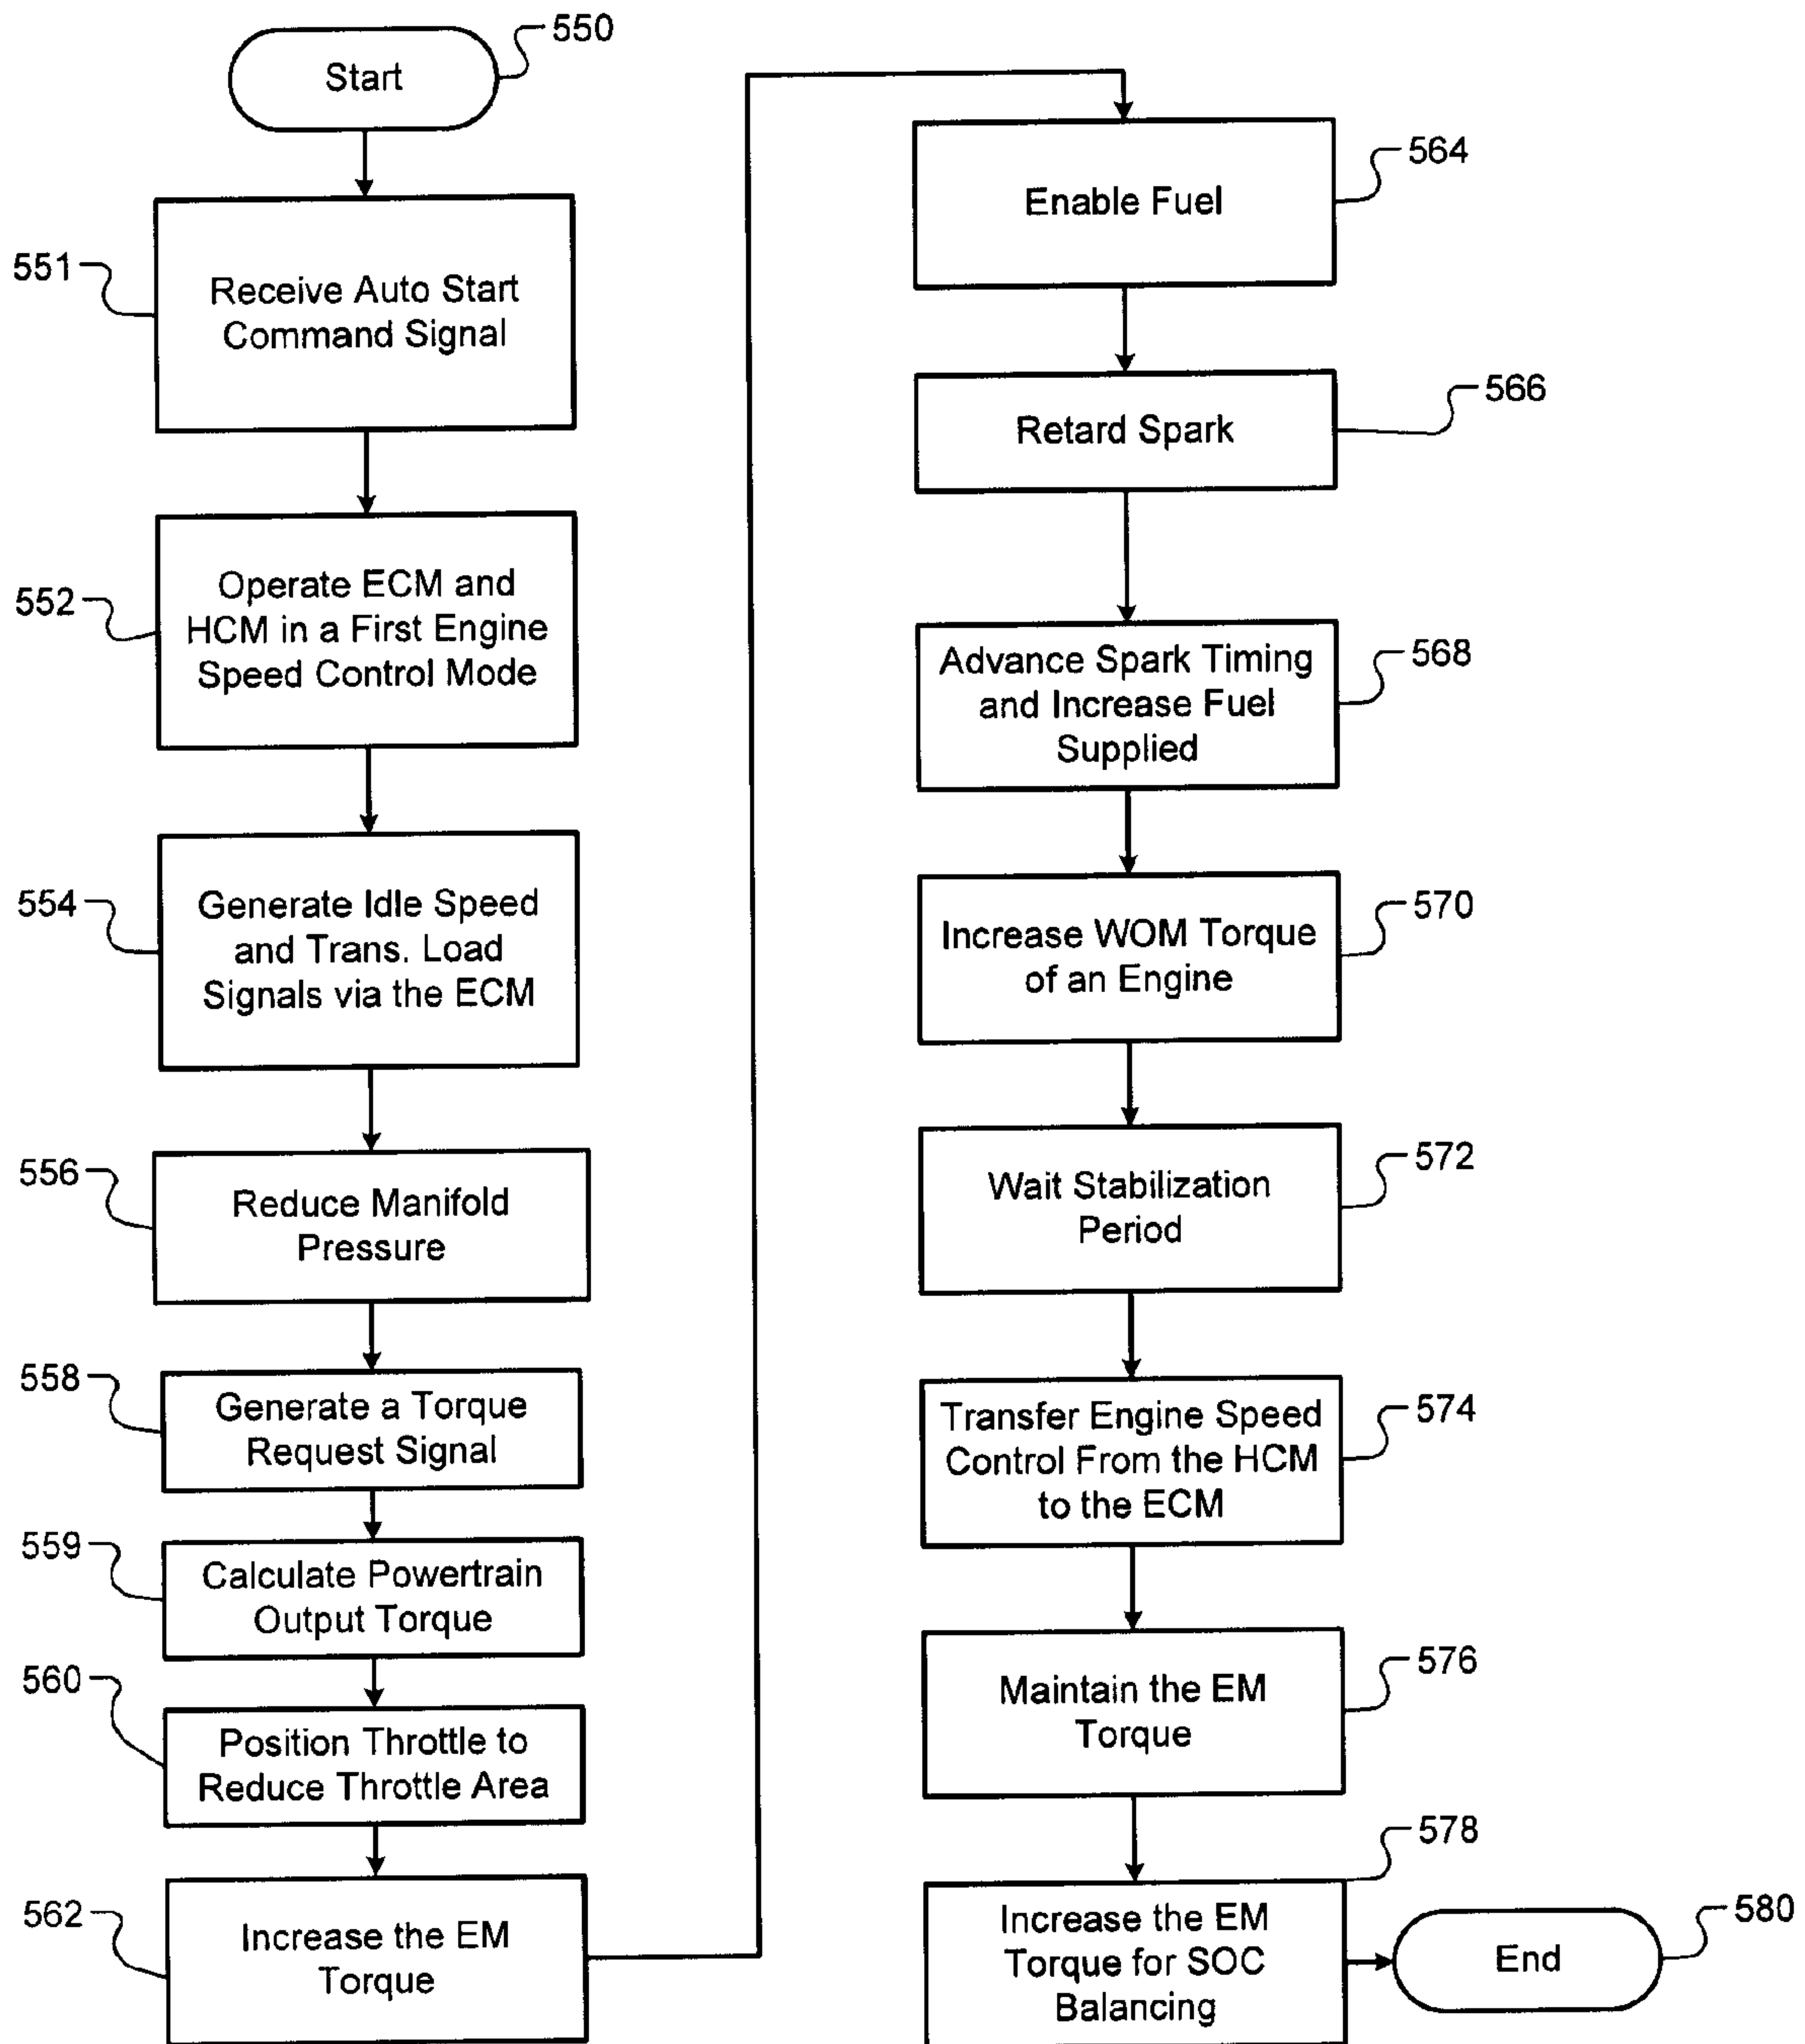 Start
550
551
Receive Auto Start
Command Signal
552
Operate ECM and
HCM in a First Engine
Speed Control Mode
554
Generate Idle Speed
and Trans. Load
Signals via the ECM
556
Reduce Manifold
Pressure
558
Generate a Torque
Request Signal
559
Calculate Powertrain
Output Torque
560
Position Throttle to
Reduce Throttle Area
562
Increase the EM
Torque
Enable Fuel
564
Retard Spark
566
Advance Spark Timing
and Increase Fuel
Supplied
568
Increase WOM Torque
of an Engine
570
Wait Stabilization
Period
572
Transfer Engine Speed
Control From the HCM
to the ECM
574
Maintain the EM
Torque
576
Increase the EM
Torque for SOC
Balancing
578
End
580